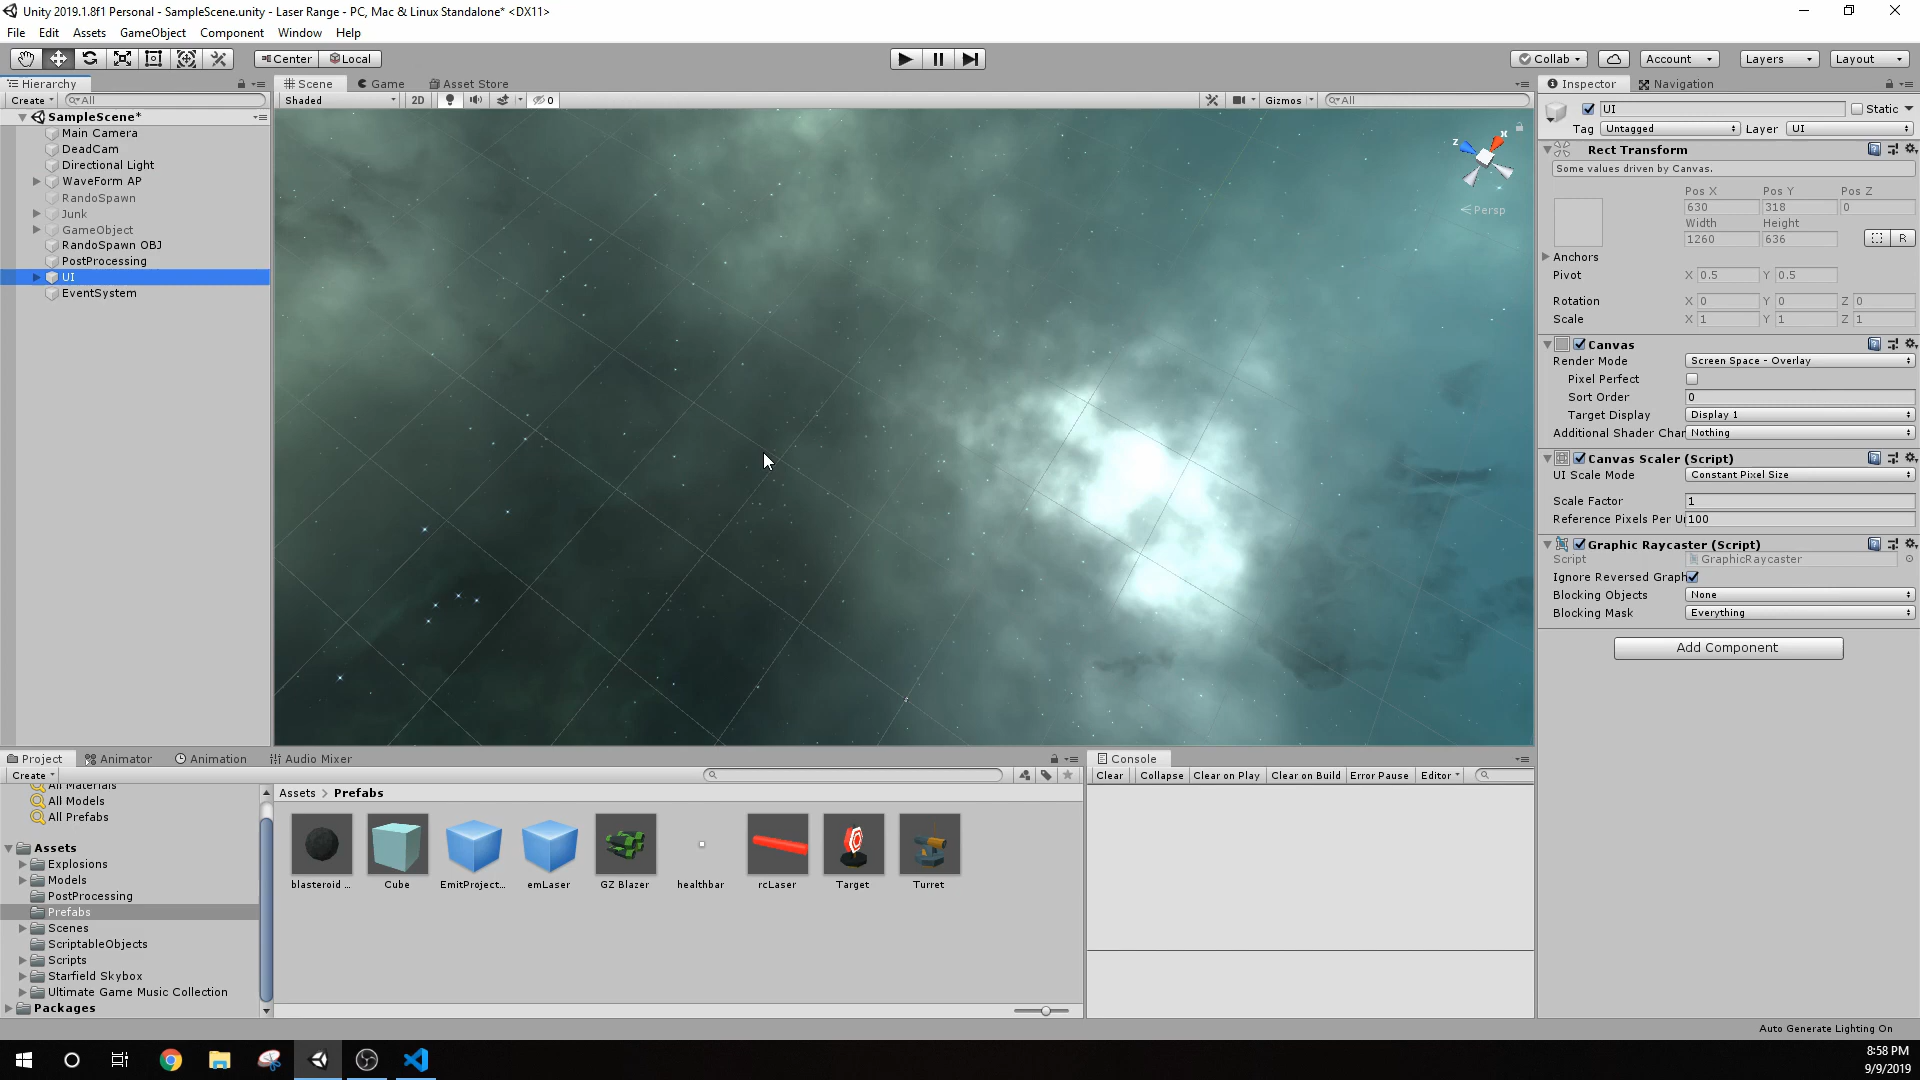 Unity 2019.1.8f1 Personal - SampleScene.unity - Laser Range - PC, Mac & Linux Standalone* <DX11>
File Edit Assets GameObject Component Window Help
Center Local Collab Account Layers Layout
Hierarchy Scene Game Asset Store Inspector Navigation
Create All Shaded 2D 0 Gizmos All
SampleScene*
Main Camera
DeadCam
Directional Light
WaveForm AP
RandoSpawn
Junk
GameObject
RandoSpawn OBJ
PostProcessing
UI
EventSystem
x
z
Persp
UI Static
Tag Untagged Layer UI
Rect Transform
Some values driven by Canvas.
Pos X Pos Y Pos Z
630 318 0
Width Height
1260 636 R
Anchors
Pivot X 0.5 Y 0.5
Rotation X 0 Y 0 Z 0
Scale X 1 Y 1 Z 1
Canvas
Render Mode Screen Space - Overlay
Pixel Perfect
Sort Order 0
Target Display Display 1
Additional Shader Char Nothing
Canvas Scaler (Script)
UI Scale Mode Constant Pixel Size
Scale Factor 1
Reference Pixels Per U 100
Graphic Raycaster (Script)
Script GraphicRaycaster
Ignore Reversed Graph
Blocking Objects None
Blocking Mask Everything
Add Component
Project Animator Animation Audio Mixer
Create
All Materials
All Models
All Prefabs
Assets
Explosions
Models
PostProcessing
Prefabs
Scenes
ScriptableObjects
Scripts
Starfield Skybox
Ultimate Game Music Collection
Packages
Assets > Prefabs
blasteroid ... Cube EmitProject... emLaser GZ Blazer healthbar rcLaser Target Turret
Console
Clear Collapse Clear on Play Clear on Build Error Pause Editor
Auto Generate Lighting On
8:58 PM
9/9/2019